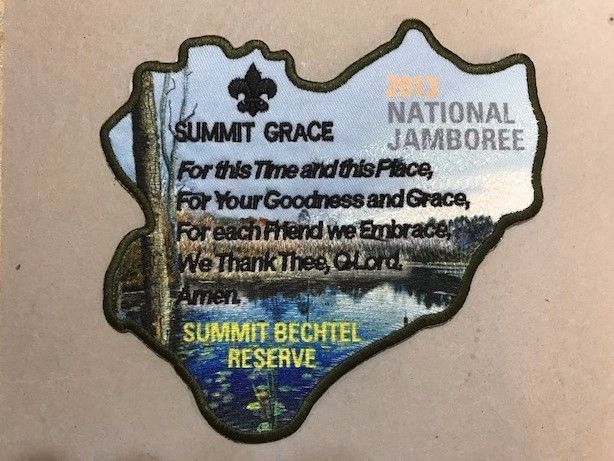 2013
NATIONAL
JAMBOREE
SUMMIT GRACE
For this Time and this Place,
For Your Goodness and Grace,
For each Friend we Embrace,
We Thank Thee, O Lord.
Amen.
SUMMIT BECHTEL
RESERVE